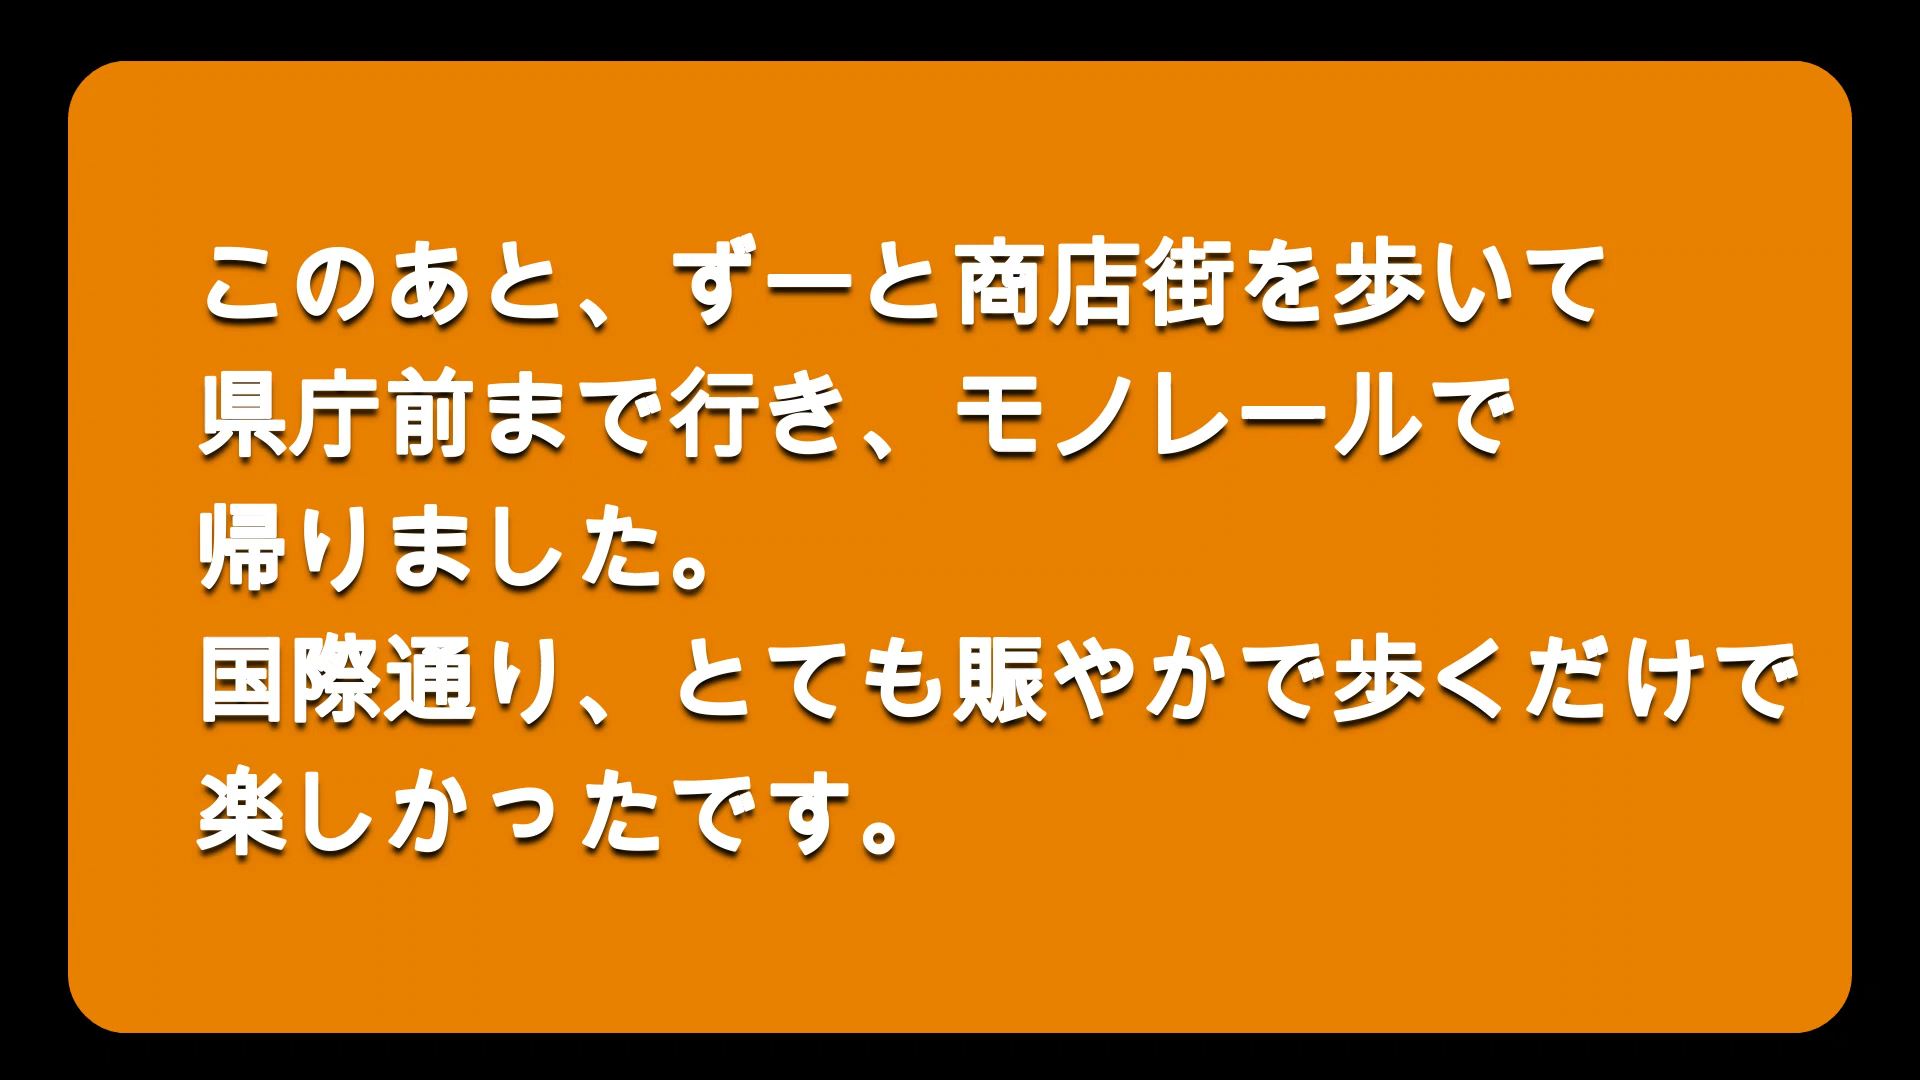 このあと、ずーと商店街を歩いて
県庁前まで行き、モノレールで
帰りました。
国際通り、とても賑やかで歩くだけで
楽しかったです。